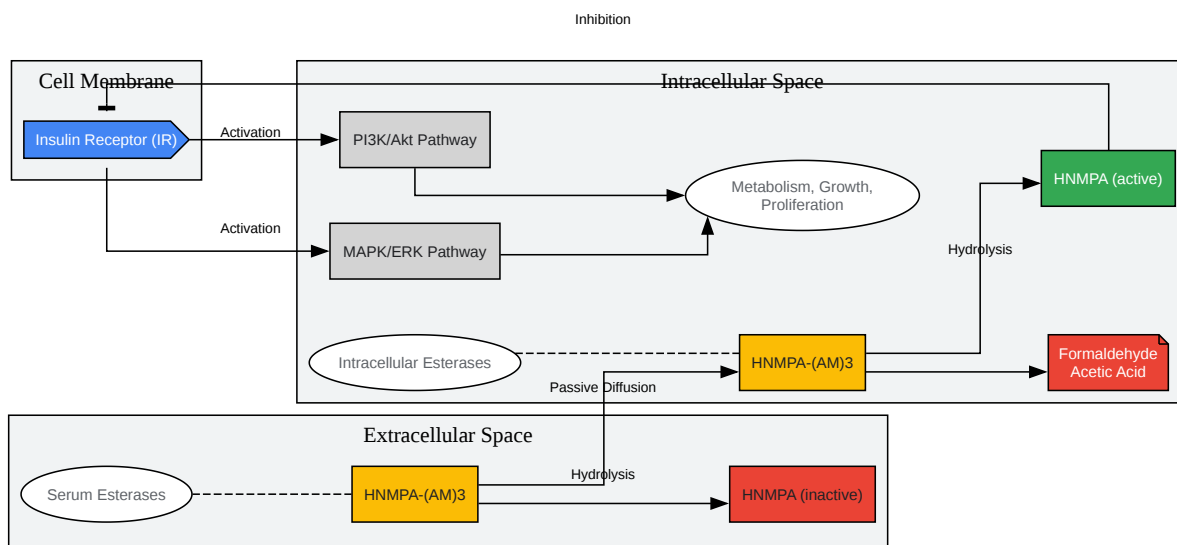 Inhibition
Cell Membrane
Intracellular Space
Insulin Receptor (IR)
Activation
PI3K/Akt Pathway
Metabolism, Growth,
Proliferation
HNMPA (active)
Activation
MAPK/ERK Pathway
Hydrolysis
Intracellular Esterases
HNMPA-(AM)3
Formaldehyde
Acetic Acid
Passive Diffusion
Extracellular Space
Serum Esterases
HNMPA-(AM)3
Hydrolysis
HNMPA (inactive)